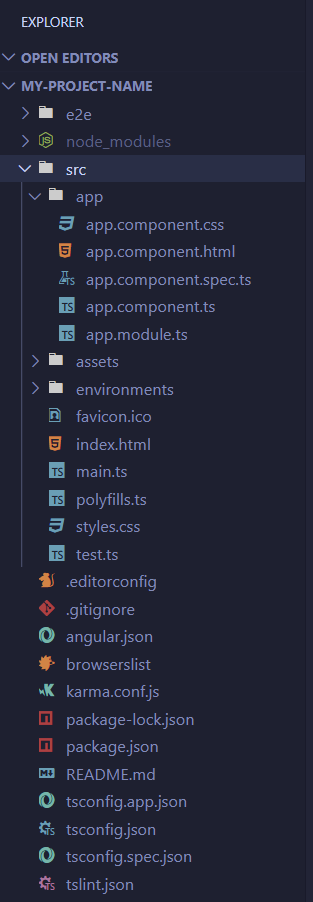 EXPLORER
OPEN EDITORS
MY-PROJECT-NAME
e2e
node_modules
src
app
app.component.css
app.component.html
app.component.spec.ts
app.component.ts
app.module.ts
assets
environments
favicon.ico
index.html
main.ts
polyfills.ts
styles.css
test.ts
.editorconfig
.gitignore
angular.json
browserslist
karma.conf.js
package-lock.json
package.json
README.md
tsconfig.app.json
tsconfig.json
tsconfig.spec.json
tslint.json